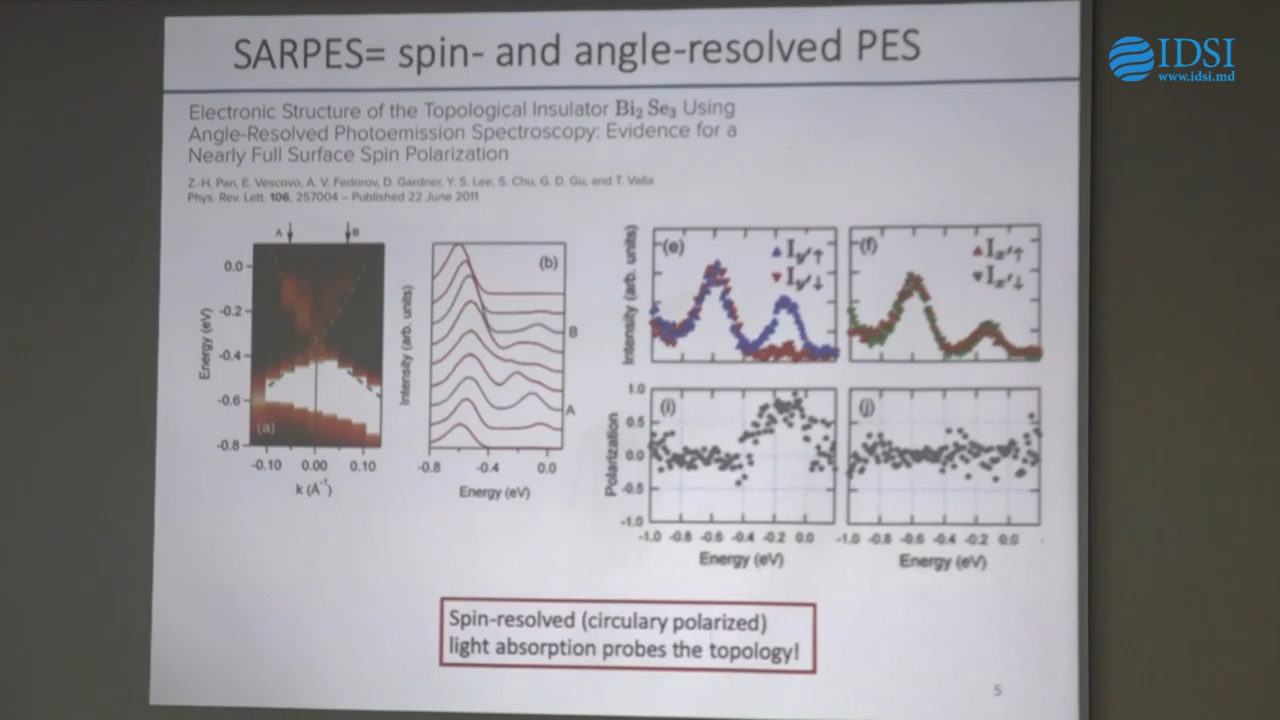 SARPES= spin- and angle-resolved PES
IDSI
www.idsi.md
Electronic Structure of the Topological Insulator Bi₂ Se₃ Using
Angle-Resolved Photoemission Spectroscopy: Evidence for a
Nearly Full Surface Spin Polarization
Z.-H. Pan, E. Vescovo, A. V. Fedorov, D. Gardner, Y. S. Lee, S. Chu, G. D. Gu, and T. Valla
Phys. Rev. Lett. 106, 257004 – Published 22 June 2011
A B
0.0
-0.2
-0.4
-0.6
-0.8
Energy (eV)
(a)
-0.10 0.00 0.10
k (Å⁻¹)
(b)
B
A
Intensity (arb. units)
-0.8 -0.4 0.0
Energy (eV)
Intensity (arb. units)
(e)
I y'↑
I y'↓
(f)
I x'↑
I x'↓
Polarization
1.0
0.5
0.0
-0.5
-1.0
(i)
(j)
-1.0 -0.8 -0.6 -0.4 -0.2 0.0
-1.0 -0.8 -0.6 -0.4 -0.2 0.0
Energy (eV)
Energy (eV)
Spin-resolved (circulary polarized)
light absorption probes the topology!
5